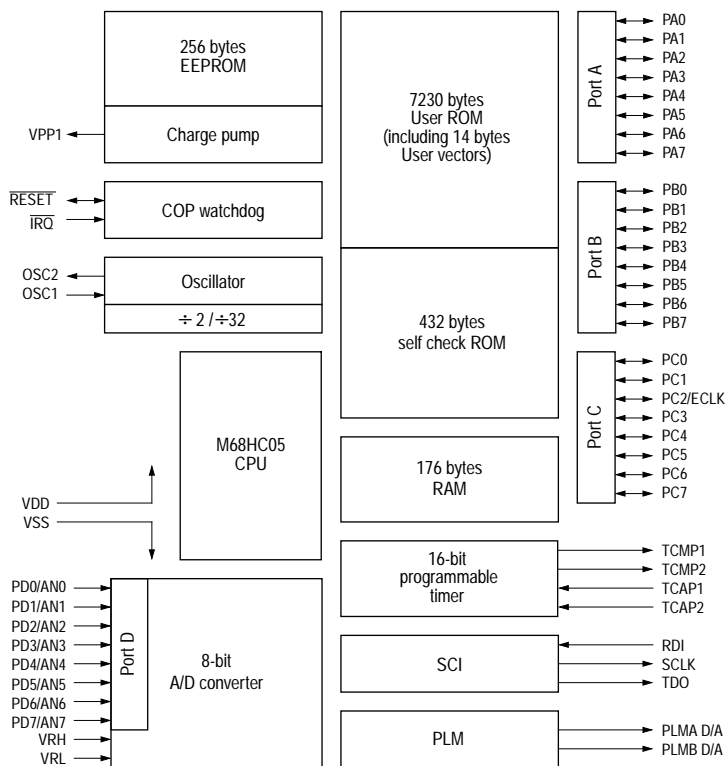 256 bytes
EEPROM
Charge pump
VPP1
RESET
IRQ
COP watchdog
OSC2
OSC1
Oscillator
÷ 2 / ÷32
M68HC05
CPU
VDD
VSS
PD0/AN0
PD1/AN1
PD2/AN2
PD3/AN3
PD4/AN4
PD5/AN5
PD6/AN6
PD7/AN7
VRH
VRL
Port D
8-bit
A/D converter
7230 bytes
User ROM
(including 14 bytes
User vectors)
432 bytes
self check ROM
176 bytes
RAM
16-bit
programmable
timer
SCI
PLM
Port A
PA0
PA1
PA2
PA3
PA4
PA5
PA6
PA7
Port B
PB0
PB1
PB2
PB3
PB4
PB5
PB6
PB7
Port C
PC0
PC1
PC2/ECLK
PC3
PC4
PC5
PC6
PC7
TCMP1
TCMP2
TCAP1
TCAP2
RDI
SCLK
TDO
PLMA D/A
PLMB D/A